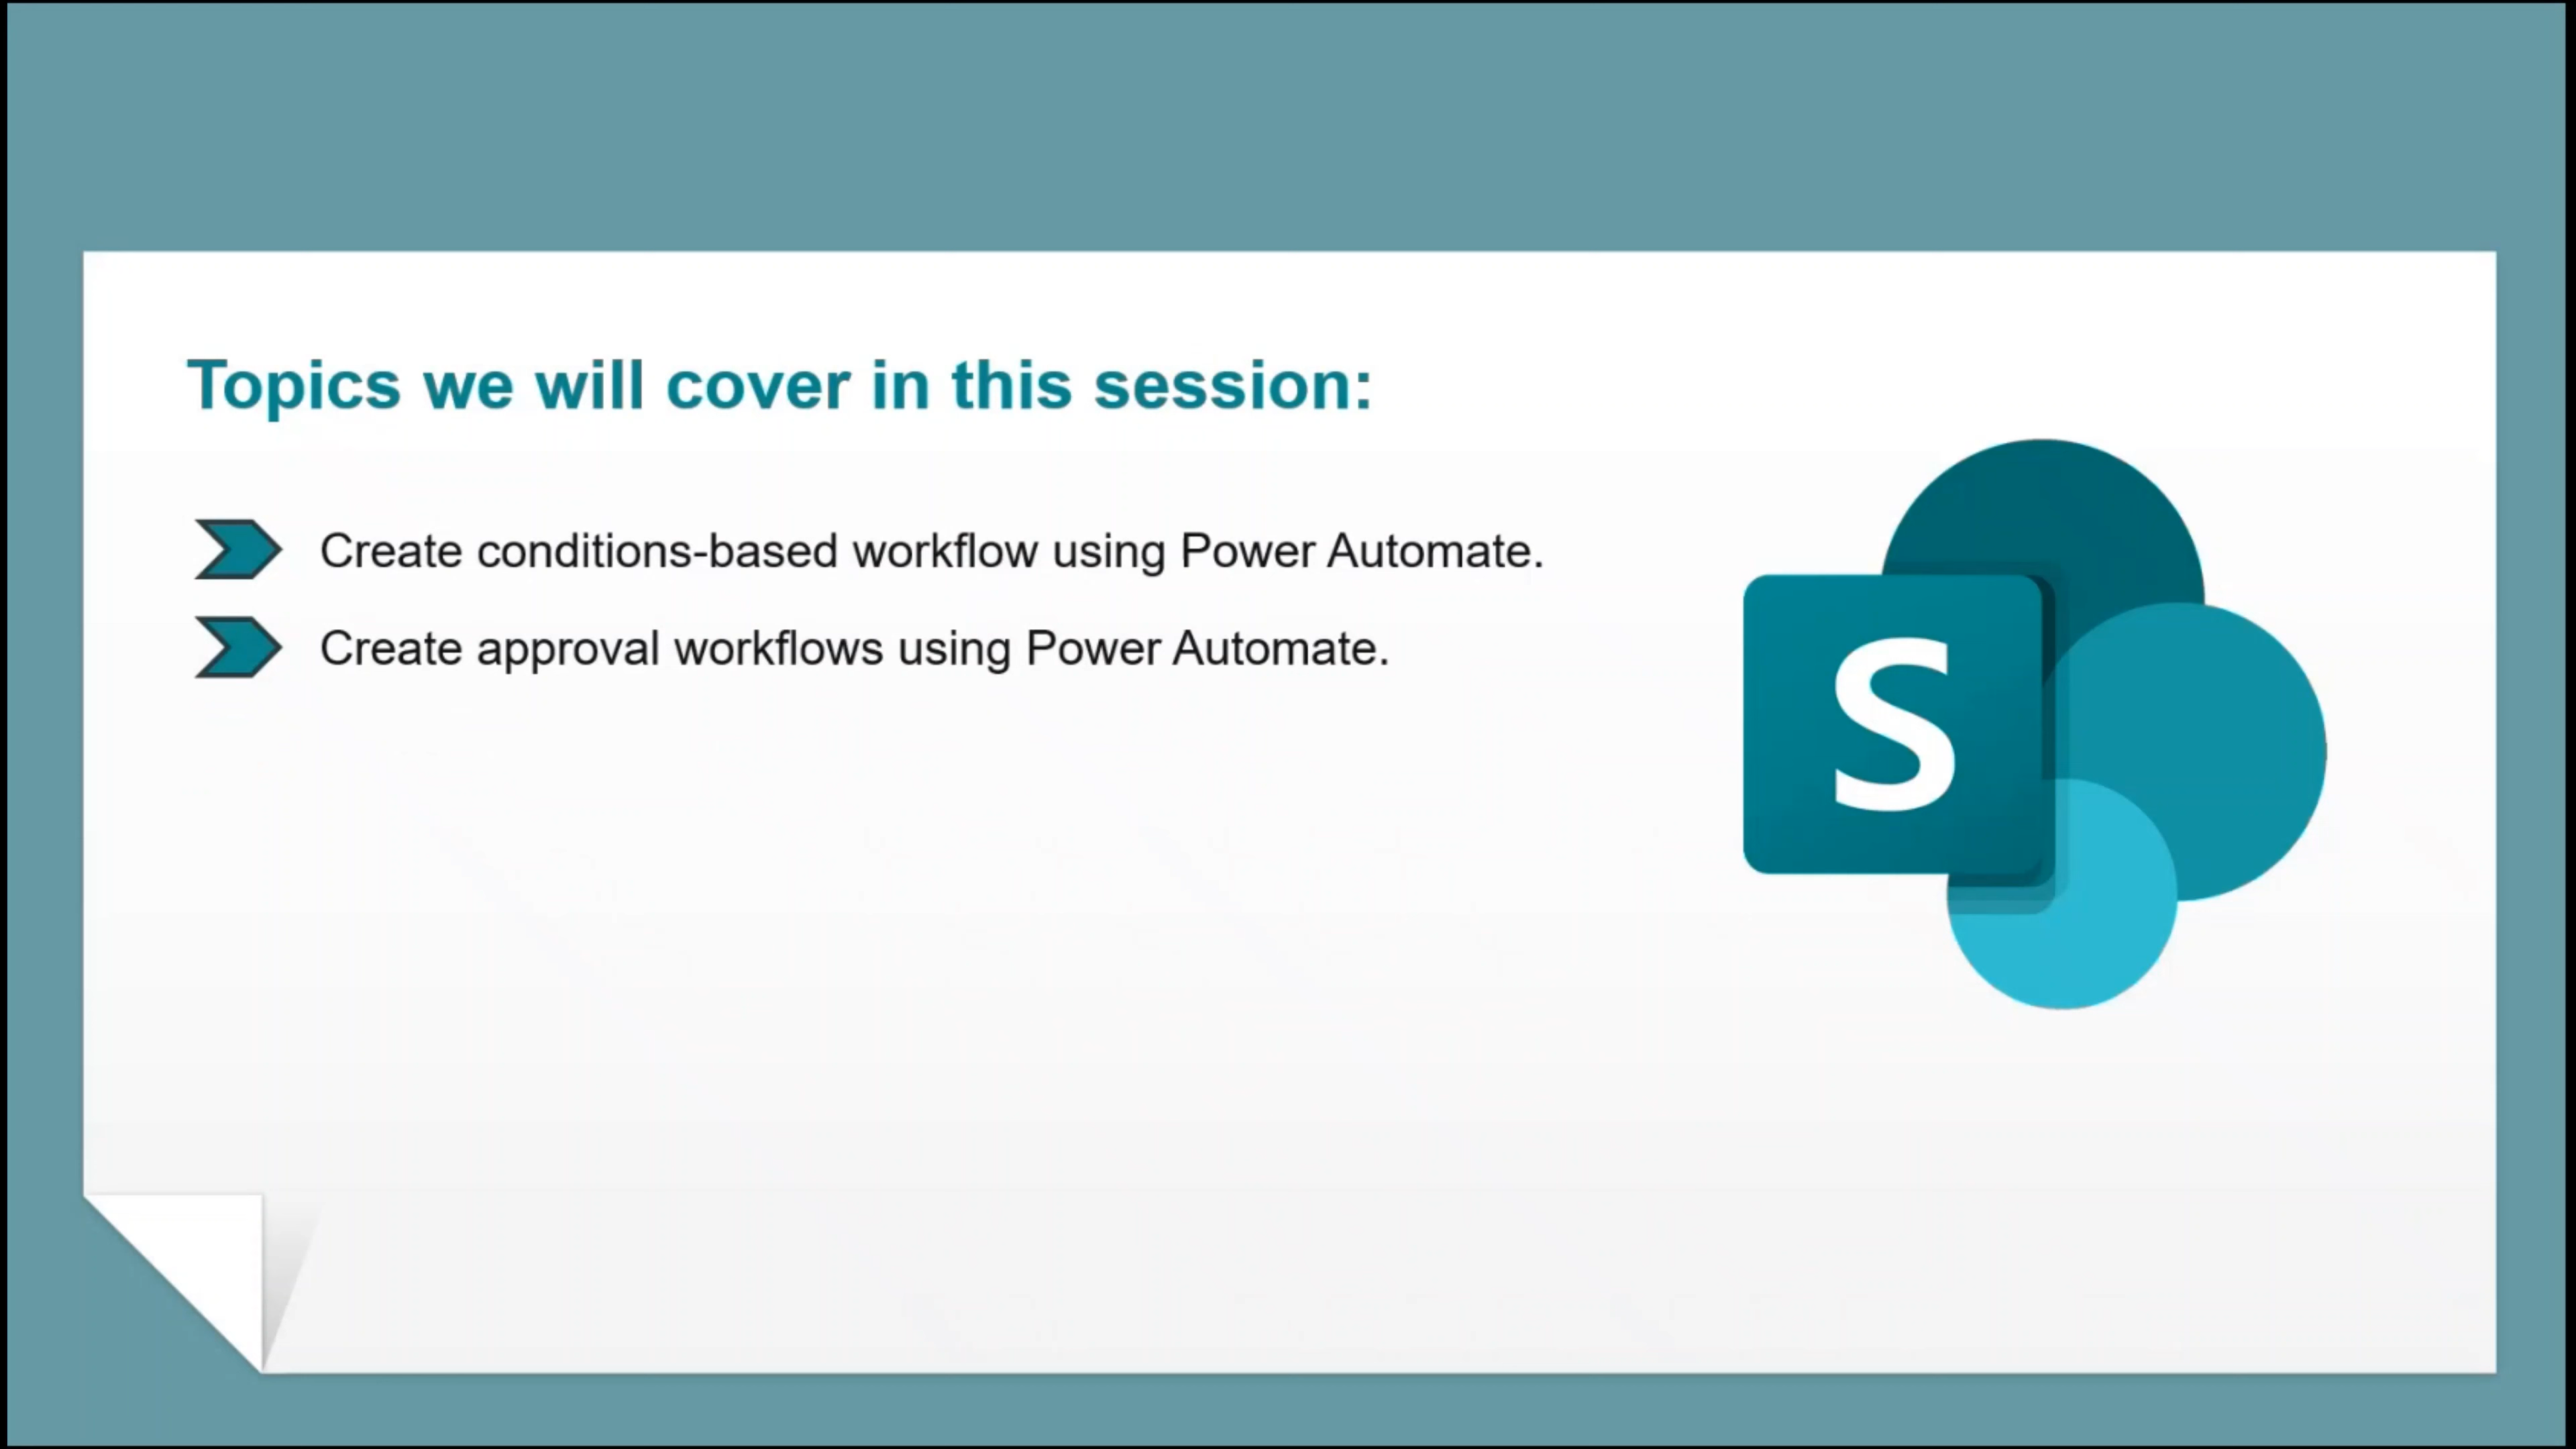 Topics we will cover in this session:
Create conditions-based workflow using Power Automate.
Create approval workflows using Power Automate.
S